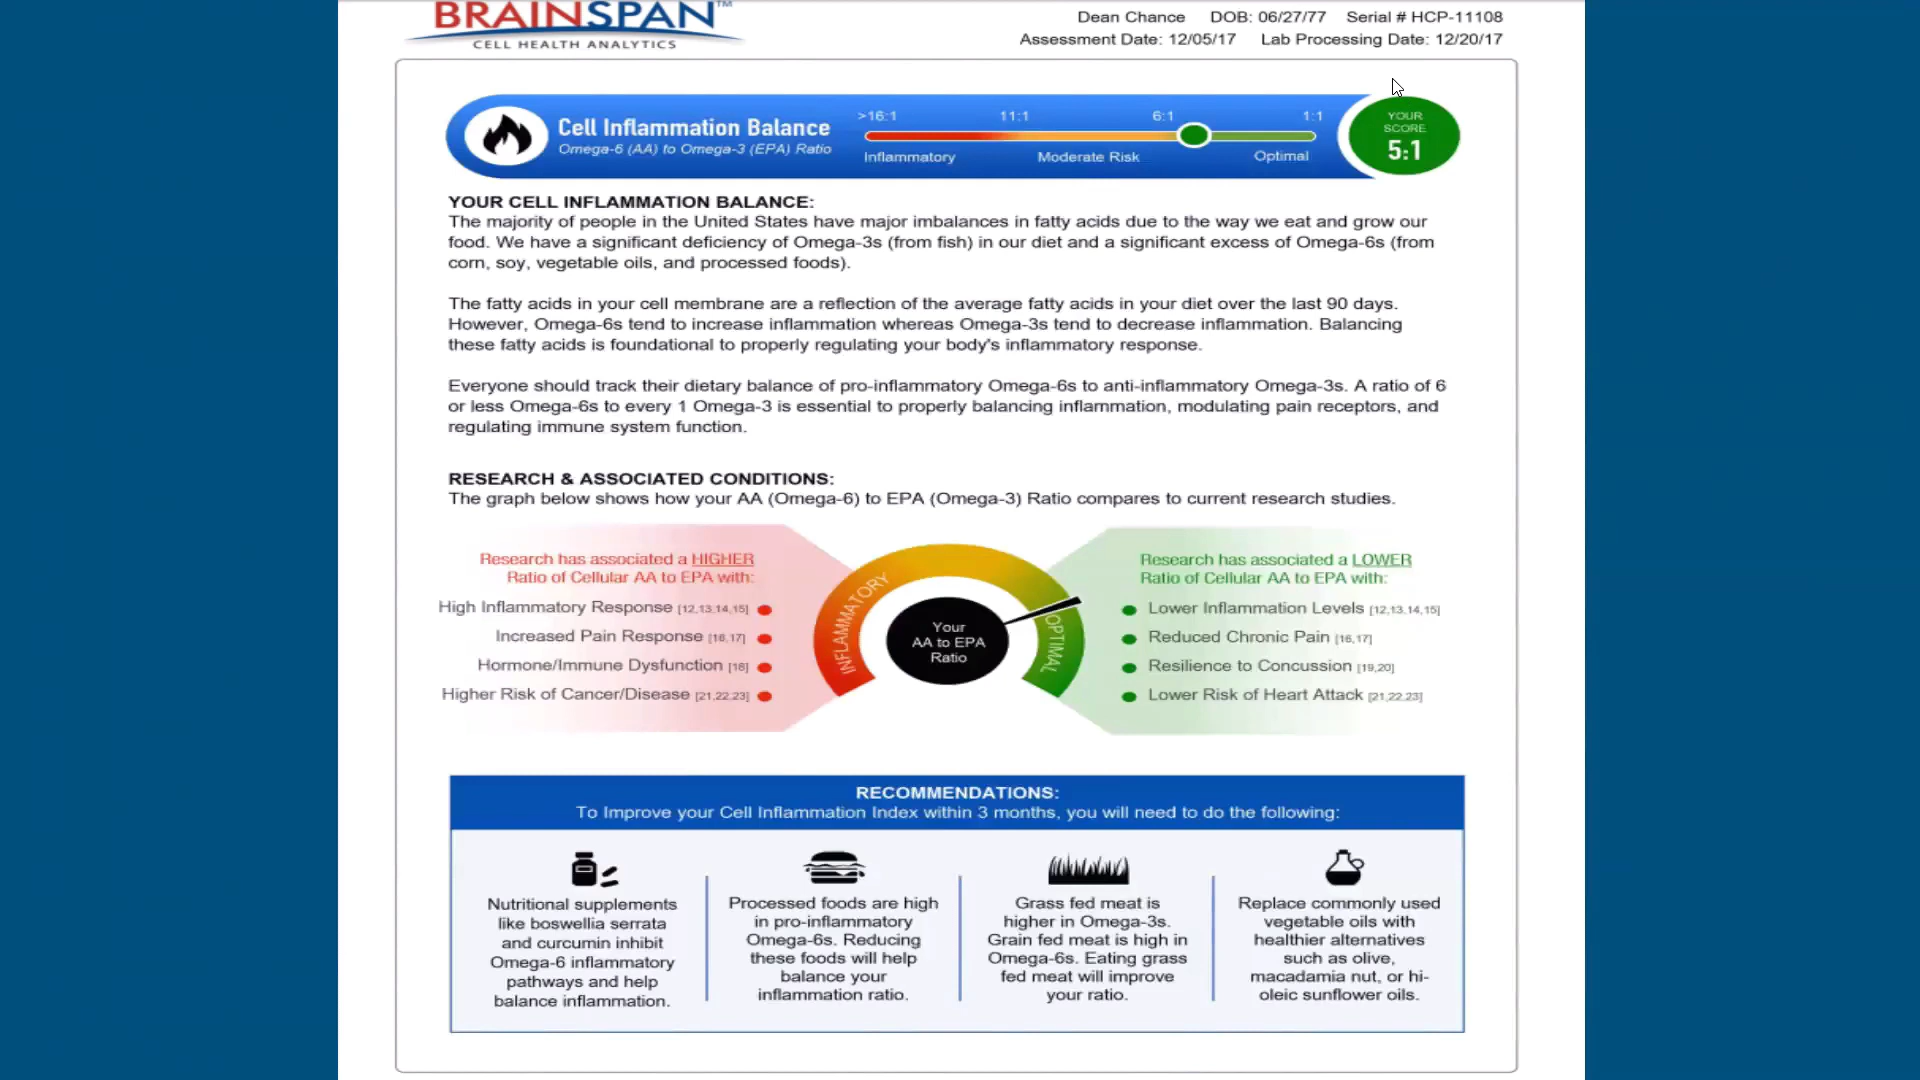 BRAINSPAN™
CELL HEALTH ANALYTICS
Dean Chance DOB: 06/27/77 Serial # HCP-11108
Assessment Date: 12/05/17 Lab Processing Date: 12/20/17
Cell Inflammation Balance
Omega-6 (AA) to Omega-3 (EPA) Ratio
>16:1 11:1 6:1 1:1
Inflammatory Moderate Risk Optimal
YOUR
SCORE
5:1
YOUR CELL INFLAMMATION BALANCE:
The majority of people in the United States have major imbalances in fatty acids due to the way we eat and grow our
food. We have a significant deficiency of Omega-3s (from fish) in our diet and a significant excess of Omega-6s (from
corn, soy, vegetable oils, and processed foods).
The fatty acids in your cell membrane are a reflection of the average fatty acids in your diet over the last 90 days.
However, Omega-6s tend to increase inflammation whereas Omega-3s tend to decrease inflammation. Balancing
these fatty acids is foundational to properly regulating your body's inflammatory response.
Everyone should track their dietary balance of pro-inflammatory Omega-6s to anti-inflammatory Omega-3s. A ratio of 6
or less Omega-6s to every 1 Omega-3 is essential to properly balancing inflammation, modulating pain receptors, and
regulating immune system function.
RESEARCH & ASSOCIATED CONDITIONS:
The graph below shows how your AA (Omega-6) to EPA (Omega-3) Ratio compares to current research studies.
Research has associated a HIGHER
Ratio of Cellular AA to EPA with:
High Inflammatory Response [12,13,14,15]
Increased Pain Response [16,17]
Hormone/Immune Dysfunction [18]
Higher Risk of Cancer/Disease [21,22,23]
INFLAMMATORY
Your
AA to EPA
Ratio
OPTIMAL
Research has associated a LOWER
Ratio of Cellular AA to EPA with:
Lower Inflammation Levels [12,13,14,15]
Reduced Chronic Pain [16,17]
Resilience to Concussion [19,20]
Lower Risk of Heart Attack [21,22,23]
RECOMMENDATIONS:
To Improve your Cell Inflammation Index within 3 months, you will need to do the following:
Nutritional supplements
like boswellia serrata
and curcumin inhibit
Omega-6 inflammatory
pathways and help
balance inflammation.
Processed foods are high
in pro-inflammatory
Omega-6s. Reducing
these foods will help
balance your
inflammation ratio.
Grass fed meat is
higher in Omega-3s.
Grain fed meat is high in
Omega-6s. Eating grass
fed meat will improve
your ratio.
Replace commonly used
vegetable oils with
healthier alternatives
such as olive,
macadamia nut, or hi-
oleic sunflower oils.